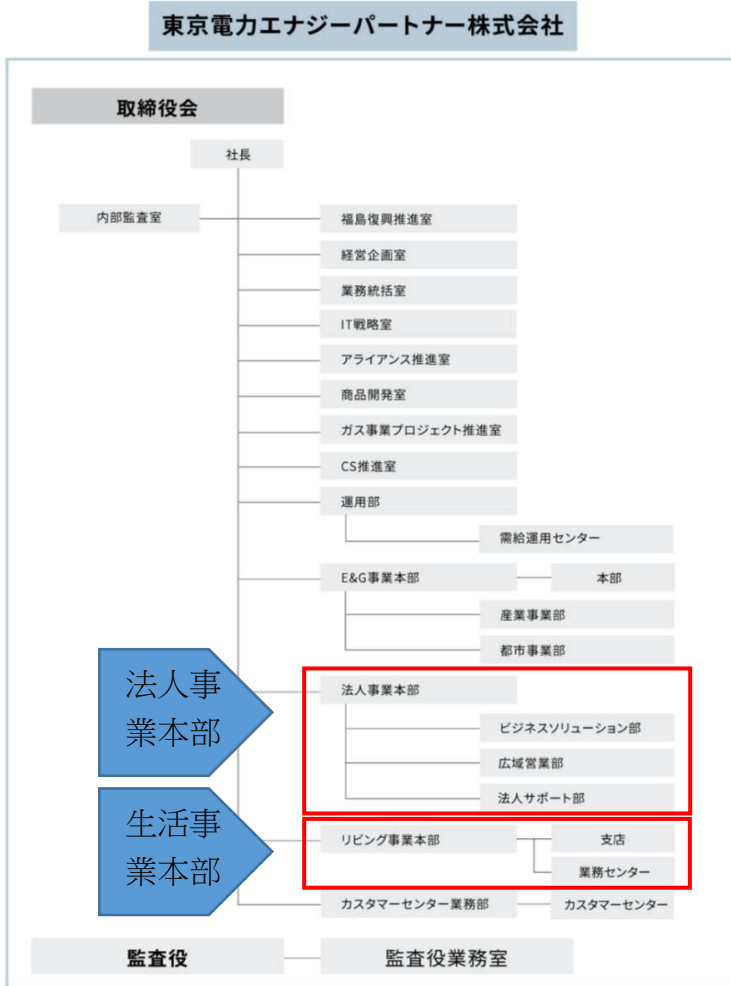 東京電力エナジーパートナー株式会社
取締役会
社長
内部監査室
福島復興推進室
経営企画室
業務統括室
IT戦略室
アライアンス推進室
商品開発室
ガス事業プロジェクト推進室
CS推進室
運用部
需給運用センター
E&G事業本部
本部
産業事業部
都市事業部
法人事
業本部
法人事業本部
ビジネスソリューション部
広域営業部
法人サポート部
生活事
業本部
リビング事業本部
支店
業務センター
カスタマーセンター業務部
カスタマーセンター
監査役
監査役業務室